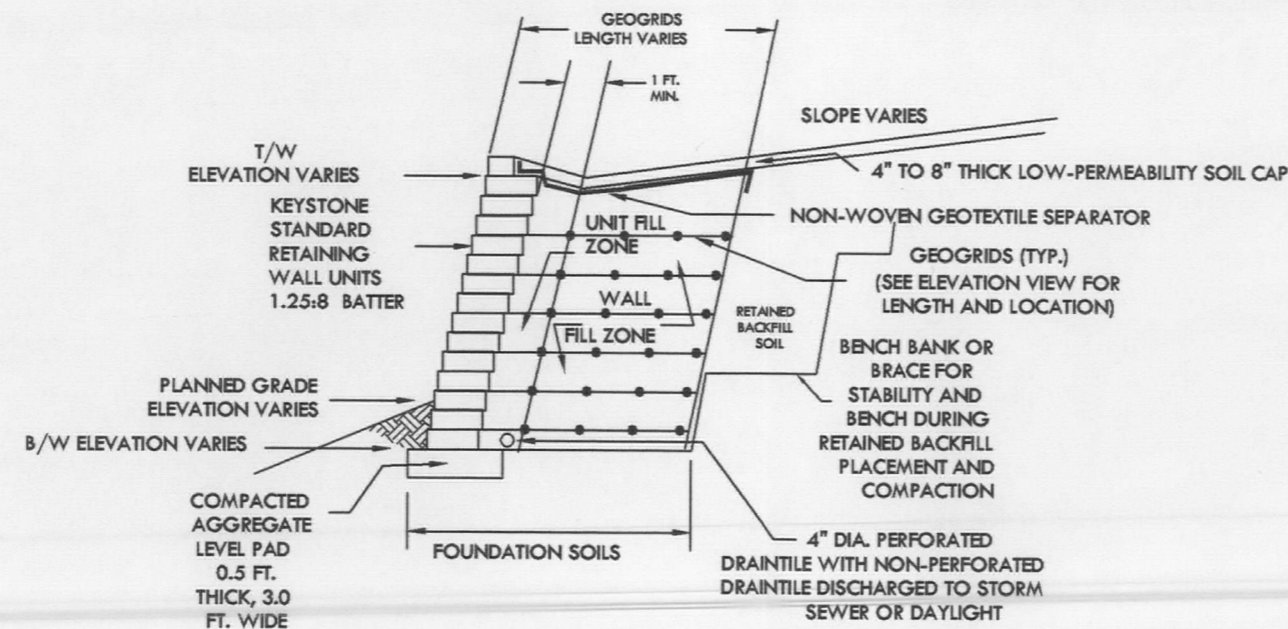 GEOGRIDS
LENGTH VARIES
1 FT.
MIN.
SLOPE VARIES
T/W
ELEVATION VARIES
4" TO 8" THICK LOW-PERMEABILITY SOIL CAP
KEYSTONE
STANDARD
RETAINING
WALL UNITS
1.25:8 BATTER
NON-WOVEN GEOTEXTILE SEPARATOR
UNIT FILL
ZONE
GEOGRIDS (TYP.)
(SEE ELEVATION VIEW FOR
LENGTH AND LOCATION)
WALL
FILL ZONE
RETAINED
BACKFILL
SOIL
BENCH BANK OR
BRACE FOR
STABILITY AND
BENCH DURING
RETAINED BACKFILL
PLACEMENT AND
COMPACTION
PLANNED GRADE
ELEVATION VARIES
B/W ELEVATION VARIES
COMPACTED
AGGREGATE
LEVEL PAD
0.5 FT.
THICK, 3.0
FT. WIDE
FOUNDATION SOILS
4" DIA. PERFORATED
DRAINTILE WITH NON-PERFORATED
DRAINTILE DISCHARGED TO STORM
SEWER OR DAYLIGHT